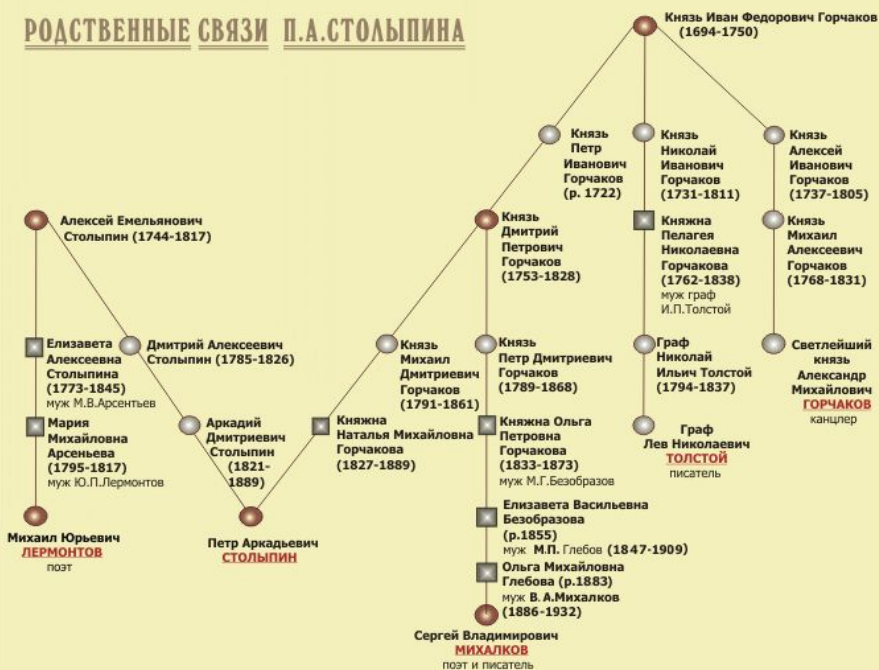 РОДСТВЕННЫЕ СВЯЗИ П.А.СТОЛЫПИНА
Князь Иван Федорович Горчаков
(1694-1750)
Князь
Петр
Иванович
Горчаков
(р. 1722)
Князь
Николай
Иванович
Горчаков
(1731-1811)
Князь
Алексей
Иванович
Горчаков
(1737-1805)
Алексей Емельянович
Столыпин (1744-1817)
Князь
Дмитрий
Петрович
Горчаков
(1753-1828)
Княжна
Пелагея
Николаевна
Горчакова
(1762-1838)
муж граф
И.П.Толстой
Князь
Михаил
Алексеевич
Горчаков
(1768-1831)
Елизавета
Алексеевна
Столыпина
(1773-1845)
муж М.В.Арсентьев
Дмитрий Алексеевич
Столыпин (1785-1826)
Князь
Михаил
Дмитриевич
Горчаков
(1791-1861)
Князь
Петр Дмитриевич
Горчаков
(1789-1868)
Граф
Николай
Ильич Толстой
(1794-1837)
Светлейший
князь
Александр
Михайлович
ГОРЧАКОВ
канцлер
Мария
Михайловна
Арсеньева
(1795-1817)
муж Ю.П.Лермонтов
Аркадий
Дмитриевич
Столыпин
(1821-
1889)
Княжна
Наталья Михайловна
Горчакова
(1827-1889)
Княжна Ольга
Петровна
Горчакова
(1833-1873)
муж М.Г.Безобразов
Граф
Лев Николаевич
ТОЛСТОЙ
писатель
Михаил Юрьевич
ЛЕРМОНТОВ
поэт
Петр Аркадьевич
СТОЛЫПИН
Елизавета Васильевна
Безобразова
(р.1855)
муж М.П. Глебов (1847-1909)
Ольга Михайловна
Глебова (р.1883)
муж В.А.Михалков
(1886-1932)
Сергей Владимирович
МИХАЛКОВ
поэт и писатель